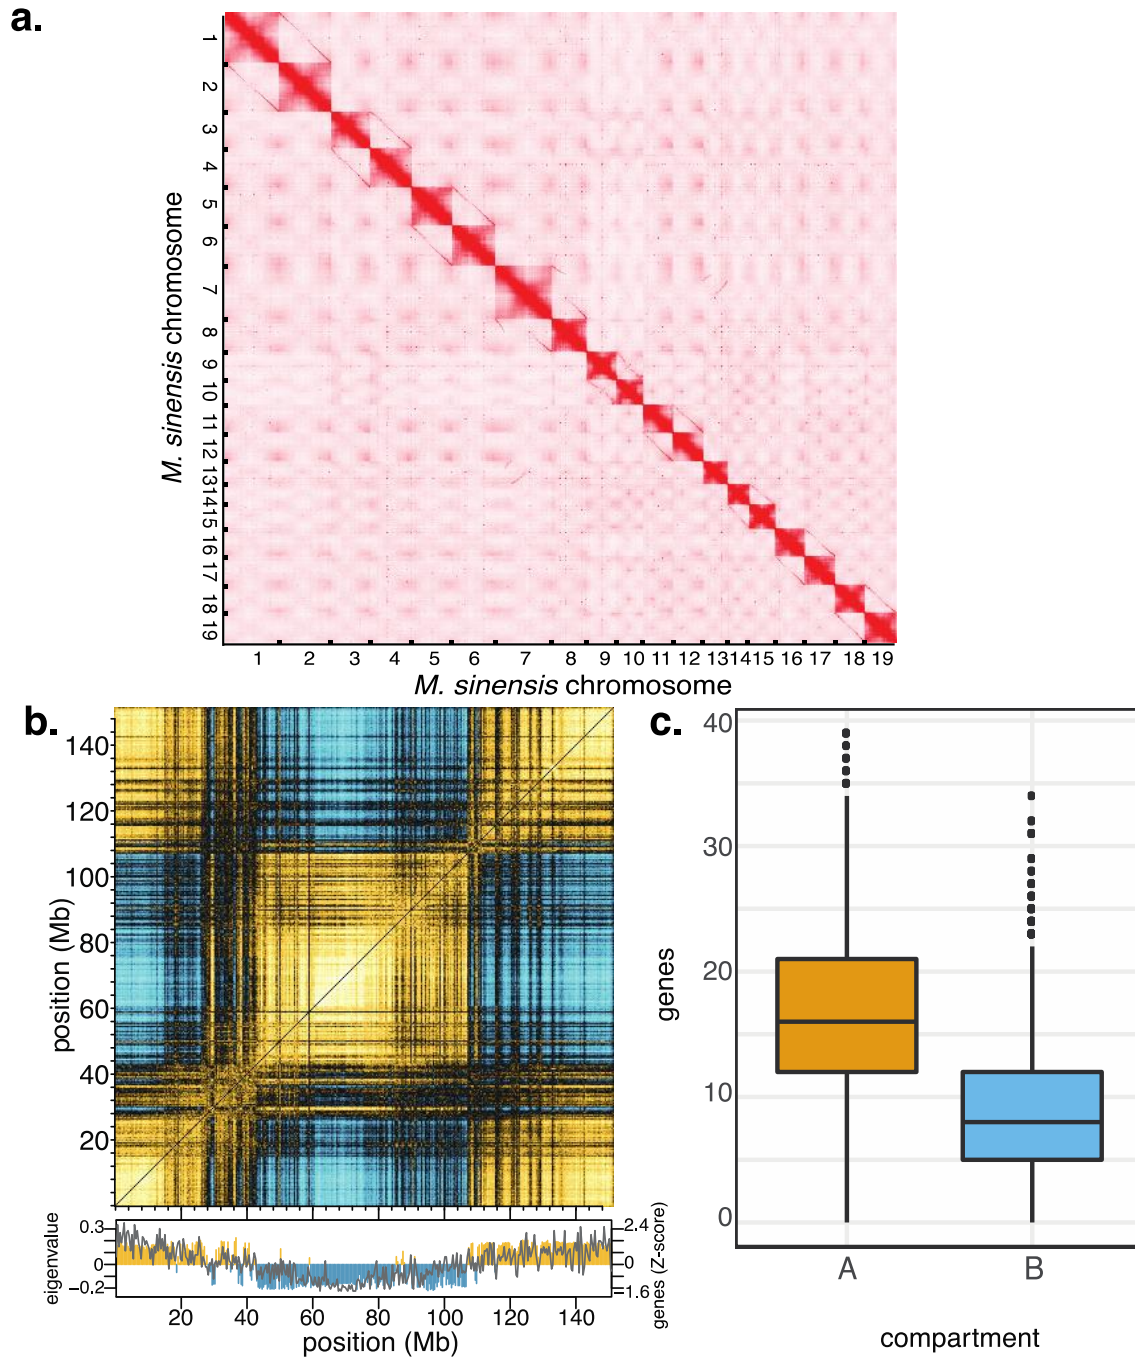 a.
1
2
3
4
5
6
7
8
9
10
11
12
13
14
15
16
17
18
19
M. sinensis chromosome
1 2 3 4 5 6 7 8 9 10 11 12 13 14 15 16 17 18 19
M. sinensis chromosome
b.
140
120
100
80
60
40
20
position (Mb)
eigenvalue
0.3
0
−0.2
2.4
0
1.6
genes (Z-score)
20 40 60 80 100 120 140
position (Mb)
c.
40
30
20
10
0
genes
A B
compartment